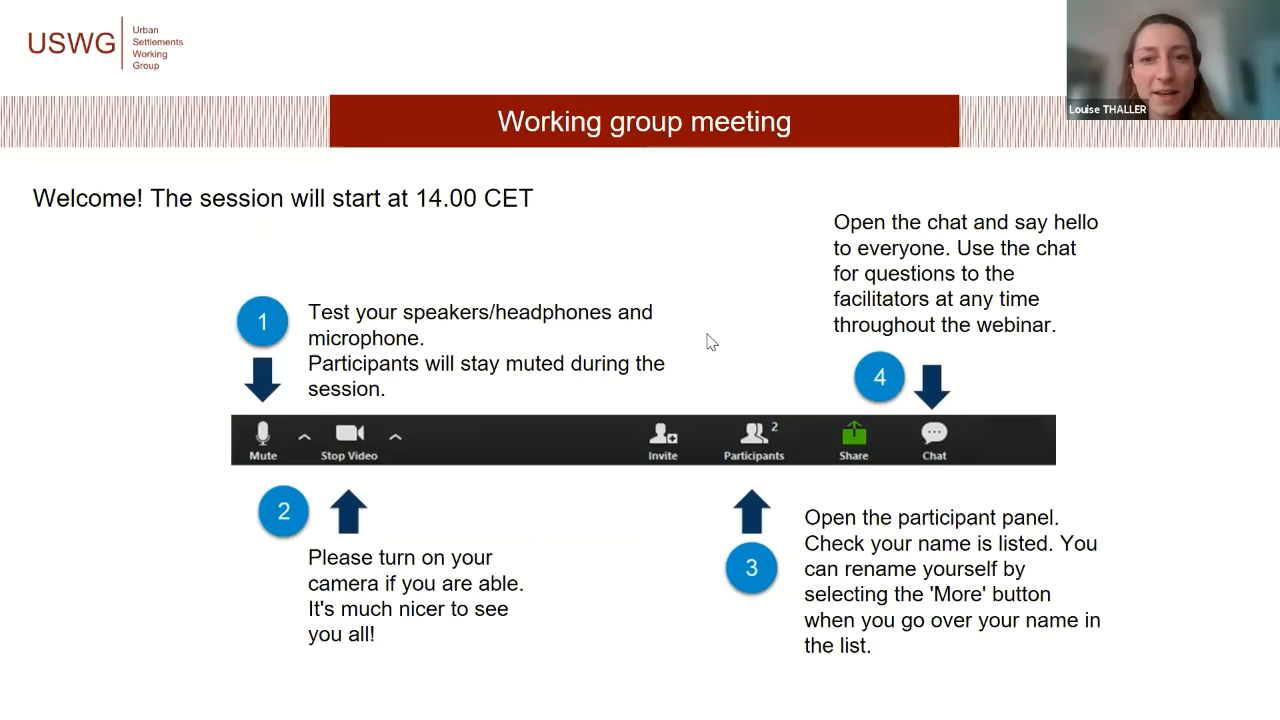 USWG
Urban
Settlements
Working
Group
Louise THALLER
Working group meeting
Welcome! The session will start at 14.00 CET
Open the chat and say hello
to everyone. Use the chat
for questions to the
facilitators at any time
throughout the webinar.
1
Test your speakers/headphones and
microphone.
Participants will stay muted during the
session.
4
Mute
Stop Video
Invite
2
Participants
Share
Chat
2
Please turn on your
camera if you are able.
It's much nicer to see
you all!
3
Open the participant panel.
Check your name is listed. You
can rename yourself by
selecting the 'More' button
when you go over your name in
the list.